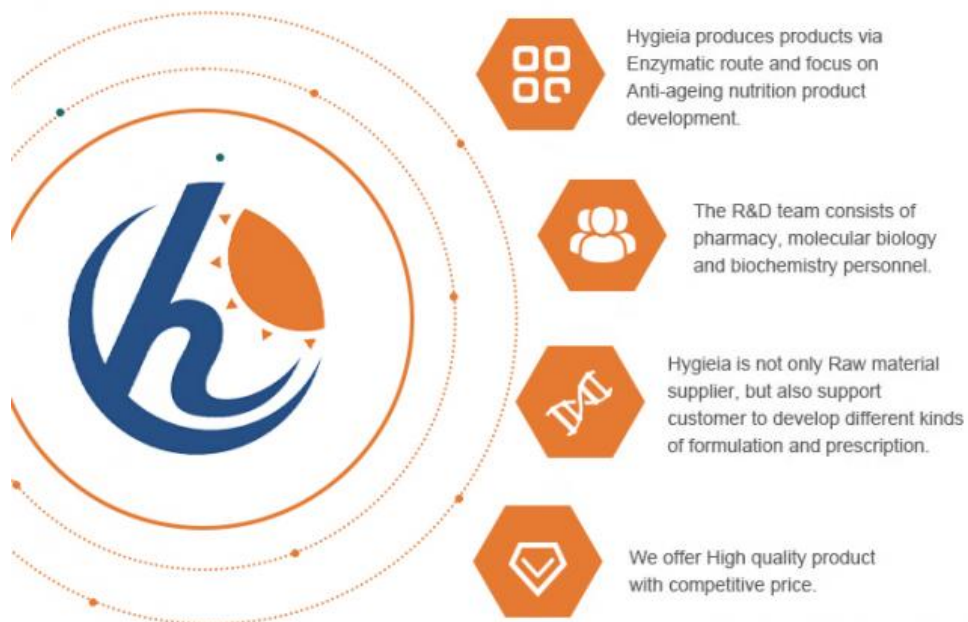 Hygieia produces products via
Enzymatic route and focus on
Anti-ageing nutrition product
development.
The R&D team consists of
pharmacy, molecular biology
and biochemistry personnel.
Hygieia is not only Raw material
supplier, but also support
customer to develop different kinds
of formulation and prescription.
We offer High quality product
with competitive price.